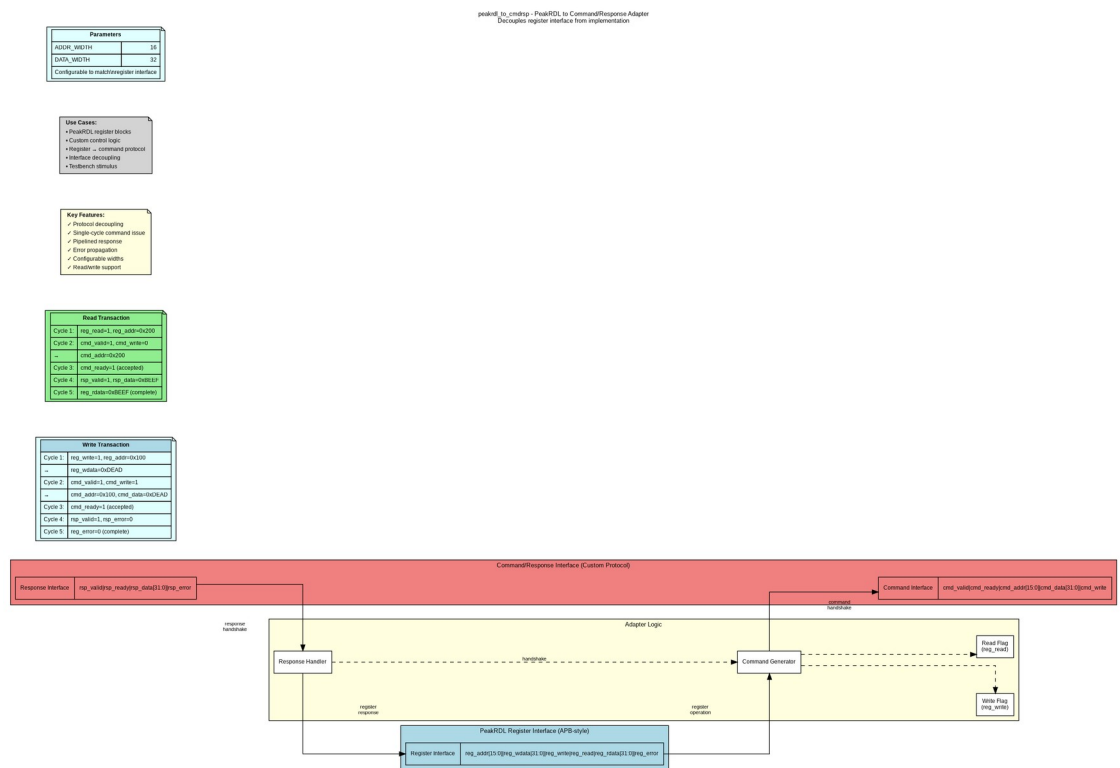 peakrdl_to_cmdrsp - PeakRDL to Command/Response Adapter
Decouples register interface from implementation
Parameters
ADDR_WIDTH 16
DATA_WIDTH 32
Configurable to match\nregister interface
Use Cases:
• PeakRDL register blocks
• Custom control logic
• Register → command protocol
• Interface decoupling
• Testbench stimulus
Key Features:
✓ Protocol decoupling
✓ Single-cycle command issue
✓ Pipelined response
✓ Error propagation
✓ Configurable widths
✓ Read/write support
Read Transaction
Cycle 1: reg_read=1, reg_addr=0x200
Cycle 2: cmd_valid=1, cmd_write=0
→ cmd_addr=0x200
Cycle 3: cmd_ready=1 (accepted)
Cycle 4: rsp_valid=1, rsp_data=0xBEEF
Cycle 5: reg_rdata=0xBEEF (complete)
Write Transaction
Cycle 1: reg_write=1, reg_addr=0x100
→ reg_wdata=0xDEAD
Cycle 2: cmd_valid=1, cmd_write=1
→ cmd_addr=0x100, cmd_data=0xDEAD
Cycle 3: cmd_ready=1 (accepted)
Cycle 4: rsp_valid=1, rsp_error=0
Cycle 5: reg_error=0 (complete)
Command/Response Interface (Custom Protocol)
Response Interface rsp_valid|rsp_ready|rsp_data[31:0]|rsp_error
Command Interface cmd_valid|cmd_ready|cmd_addr[15:0]|cmd_data[31:0]|cmd_write
command
handshake
response
handshake
Adapter Logic
Response Handler
handshake
Command Generator
Read Flag
(reg_read)
Write Flag
(reg_write)
register
response
register
operation
PeakRDL Register Interface (APB-style)
Register Interface reg_addr[15:0]|reg_wdata[31:0]|reg_write|reg_read|reg_rdata[31:0]|reg_error